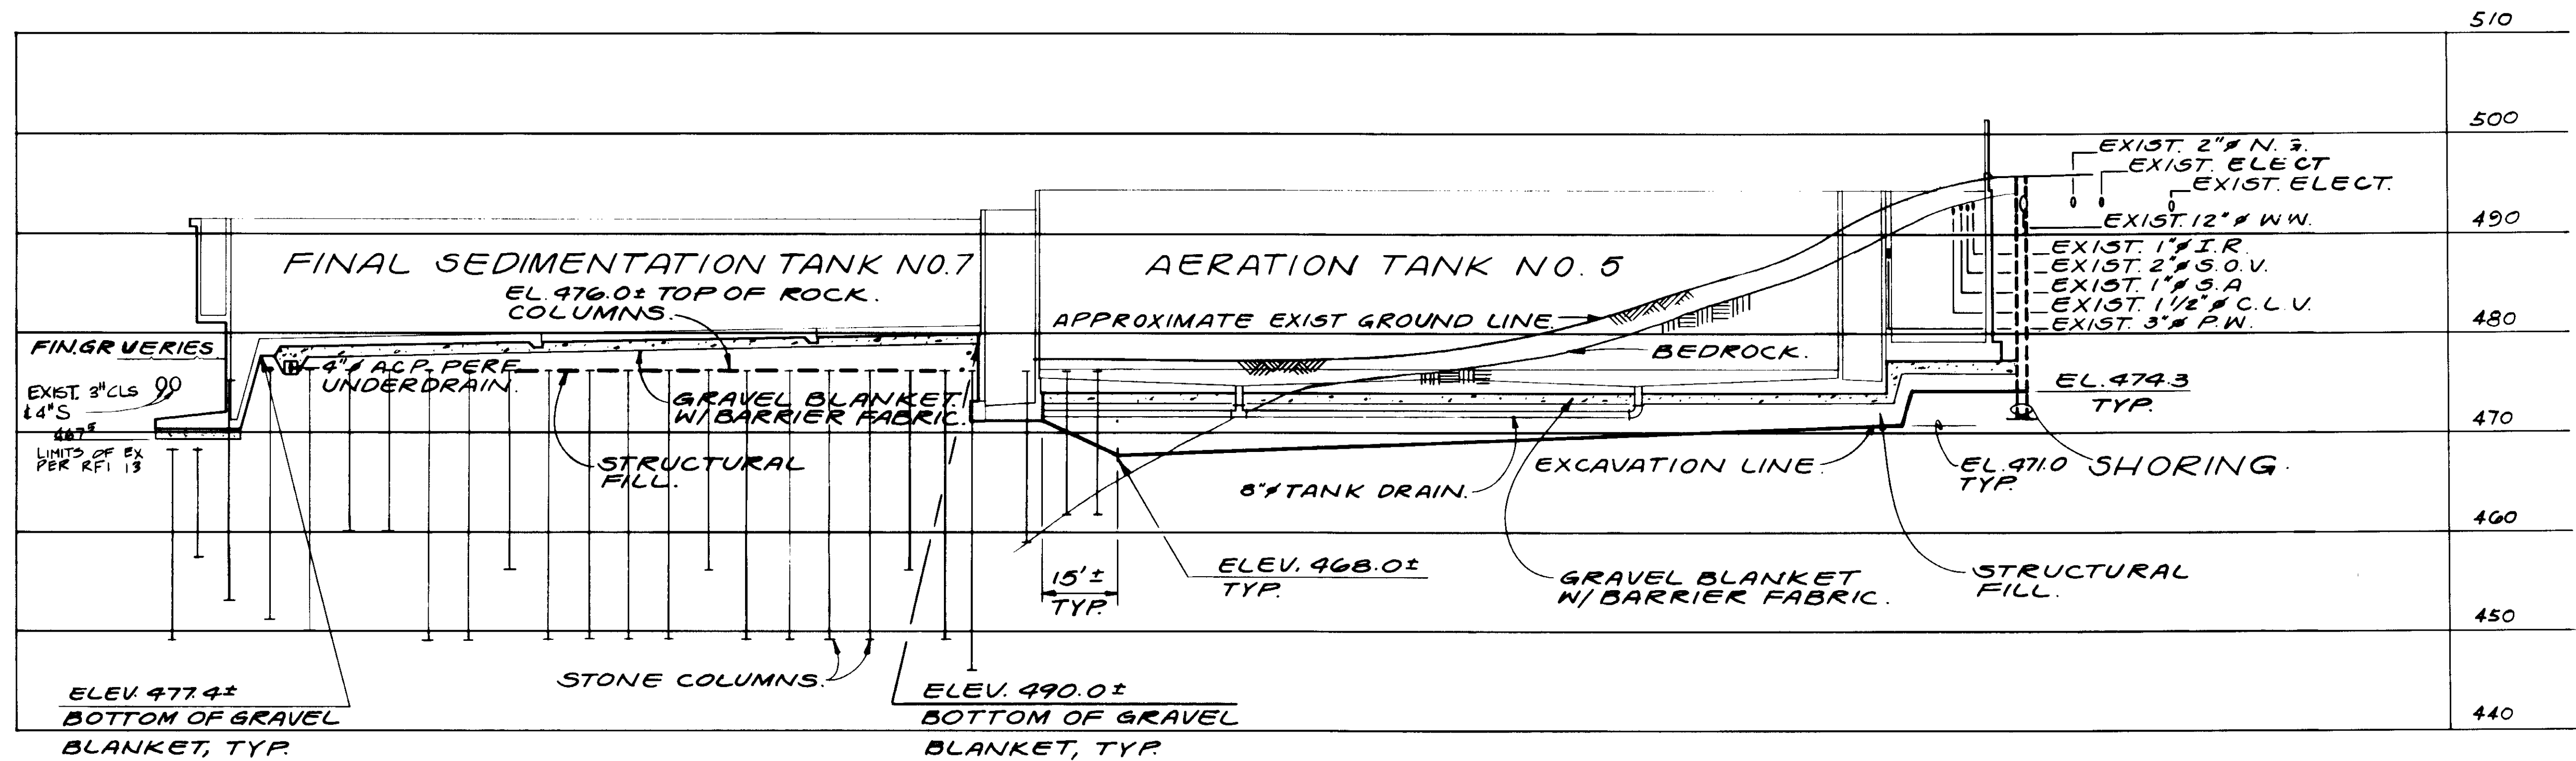 510
500
EXIST. 2"ø N. G.
EXIST. ELECT
EXIST. ELECT.
490
EXIST. 12" ø W W.
EXIST. 1"ø I. R.
EXIST. 2"ø S.O.V.
EXIST. 1"ø S.A
EXIST. 1 1/2"ø C.L.V.
EXIST. 3"ø P.W.
480
FINAL SEDIMENTATION TANK NO.7
AERATION TANK NO. 5
EL. 476.0± TOP OF ROCK.
COLUMNS.
APPROXIMATE EXIST GROUND LINE.
BEDROCK.
FIN.GR VERIES
4"ø A.C.P. PERF
UNDERDRAIN.
EXIST. 3" CLS
& 4"S
467⁵
LIMITS OF EX
PER RFI 13
GRAVEL BLANKET
W/ BARRIER FABRIC.
STRUCTURAL
FILL.
EL. 474.3
TYP.
470
EXCAVATION LINE.
EL. 471.0
TYP.
SHORING.
8"ø TANK DRAIN.
460
15'±
TYP.
ELEV. 468.0±
TYP.
GRAVEL BLANKET
W/ BARRIER FABRIC.
STRUCTURAL
FILL.
450
STONE COLUMNS.
ELEV. 477.4±
BOTTOM OF GRAVEL
BLANKET, TYP.
ELEV. 490.0±
BOTTOM OF GRAVEL
BLANKET, TYP.
440